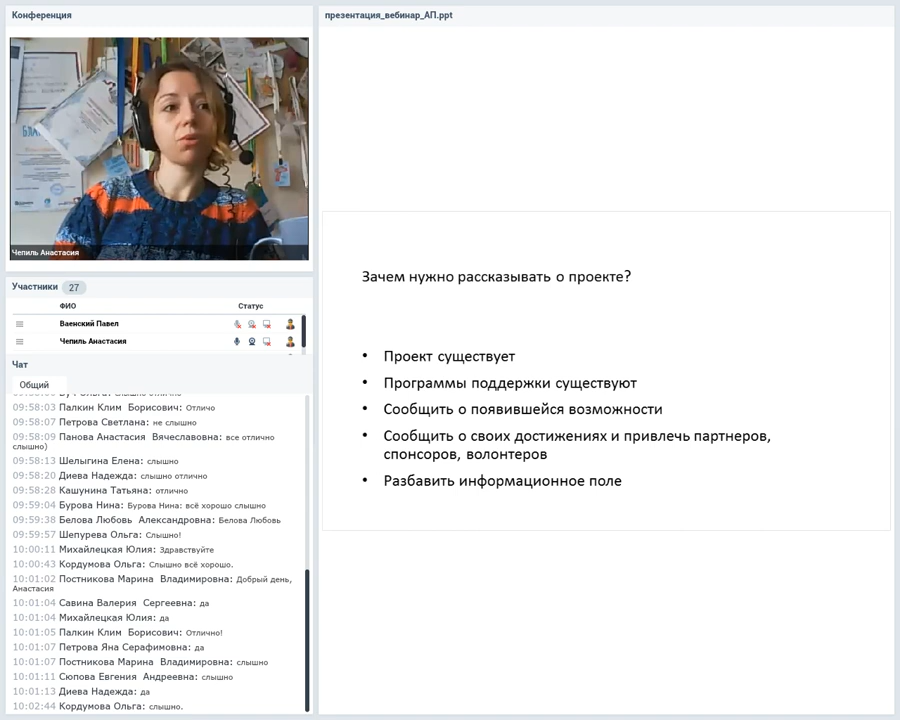 Конференция
Чепиль Анастасия
Участники 27
ФИО Статус
Ваенский Павел
Чепиль Анастасия
Чат
Общий
09:58:03 Палкин Клим Борисович: Отлично
09:58:07 Петрова Светлана: не слышно
09:58:09 Панова Анастасия Вячеславовна: все отлично
слышно)
09:58:13 Шелыгина Елена: слышно
09:58:20 Диева Надежда: слышно отлично
09:58:28 Кашунина Татьяна: отлично
09:59:04 Бурова Нина: Бурова Нина: всё хорошо слышно
09:59:38 Белова Любовь Александровна: Белова Любовь
09:59:57 Шепурева Ольга: Слышно!
10:00:11 Михайлецкая Юлия: Здравствуйте
10:00:43 Кордумова Ольга: Слышно всё хорошо.
10:01:02 Постникова Марина Владимировна: Добрый день,
Анастасия
10:01:04 Савина Валерия Сергеевна: да
10:01:04 Михайлецкая Юлия: да
10:01:05 Палкин Клим Борисович: Отлично!
10:01:07 Петрова Яна Серафимовна: да
10:01:07 Постникова Марина Владимировна: слышно
10:01:11 Сюпова Евгения Андреевна: слышно
10:01:13 Диева Надежда: да
10:02:44 Кордумова Ольга: слышно.
презентация_вебинар_АП.ppt
Зачем нужно рассказывать о проекте?
• Проект существует
• Программы поддержки существуют
• Сообщить о появившейся возможности
• Сообщить о своих достижениях и привлечь партнеров,
спонсоров, волонтеров
• Разбавить информационное поле